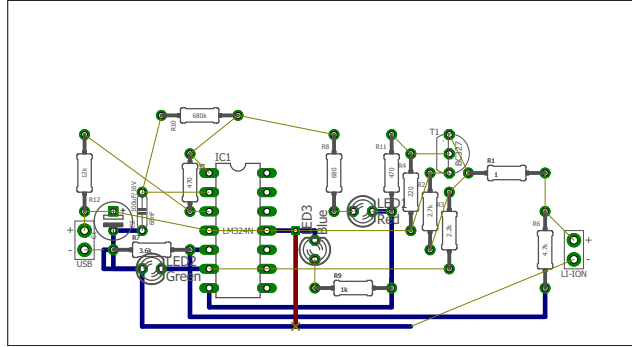 680k
R10
T1
BC327
IC1
R8
R11
R4
R1
12k
470
680
470
220
1
R12
100uF16V
68nF
R2
R3
2.7k
2.2k
LED1
Red
LED3
Blue
LM324N
R6
4.7k
+
-
USB
R7
3.6k
LED2
Green
R9
1k
+
-
LI-ION